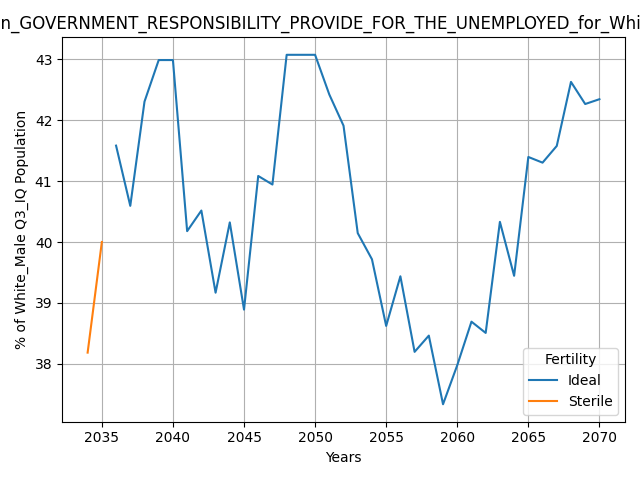 n_GOVERNMENT_RESPONSIBILITY_PROVIDE_FOR_THE_UNEMPLOYED_for_Whi
% of White_Male Q3_IQ Population
43
42
41
40
39
38
Fertility
Ideal
Sterile
2035 2040 2045 2050 2055 2060 2065 2070
Years